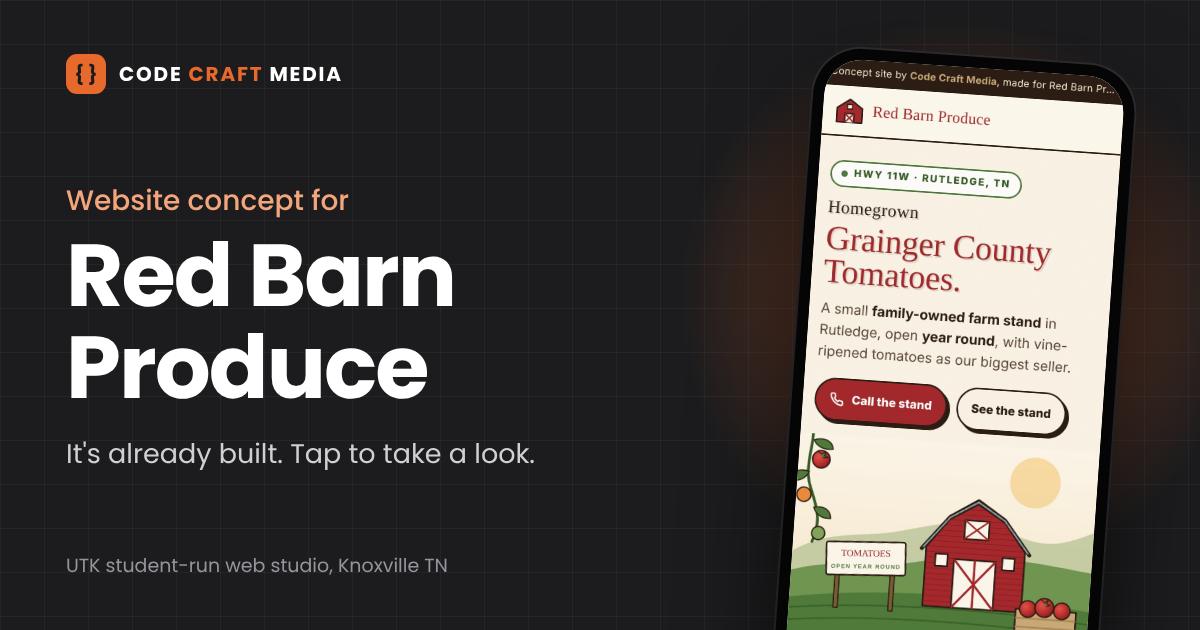 { } CODE CRAFT MEDIA
Website concept for
Red Barn
Produce
It's already built. Tap to take a look.
UTK student-run web studio, Knoxville TN
Concept site by Code Craft Media, made for Red Barn Pr...
Red Barn Produce
HWY 11W · RUTLEDGE, TN
Homegrown
Grainger County
Tomatoes.
A small family-owned farm stand in
Rutledge, open year round, with vine-
ripened tomatoes as our biggest seller.
Call the stand
See the stand
TOMATOES
OPEN YEAR ROUND